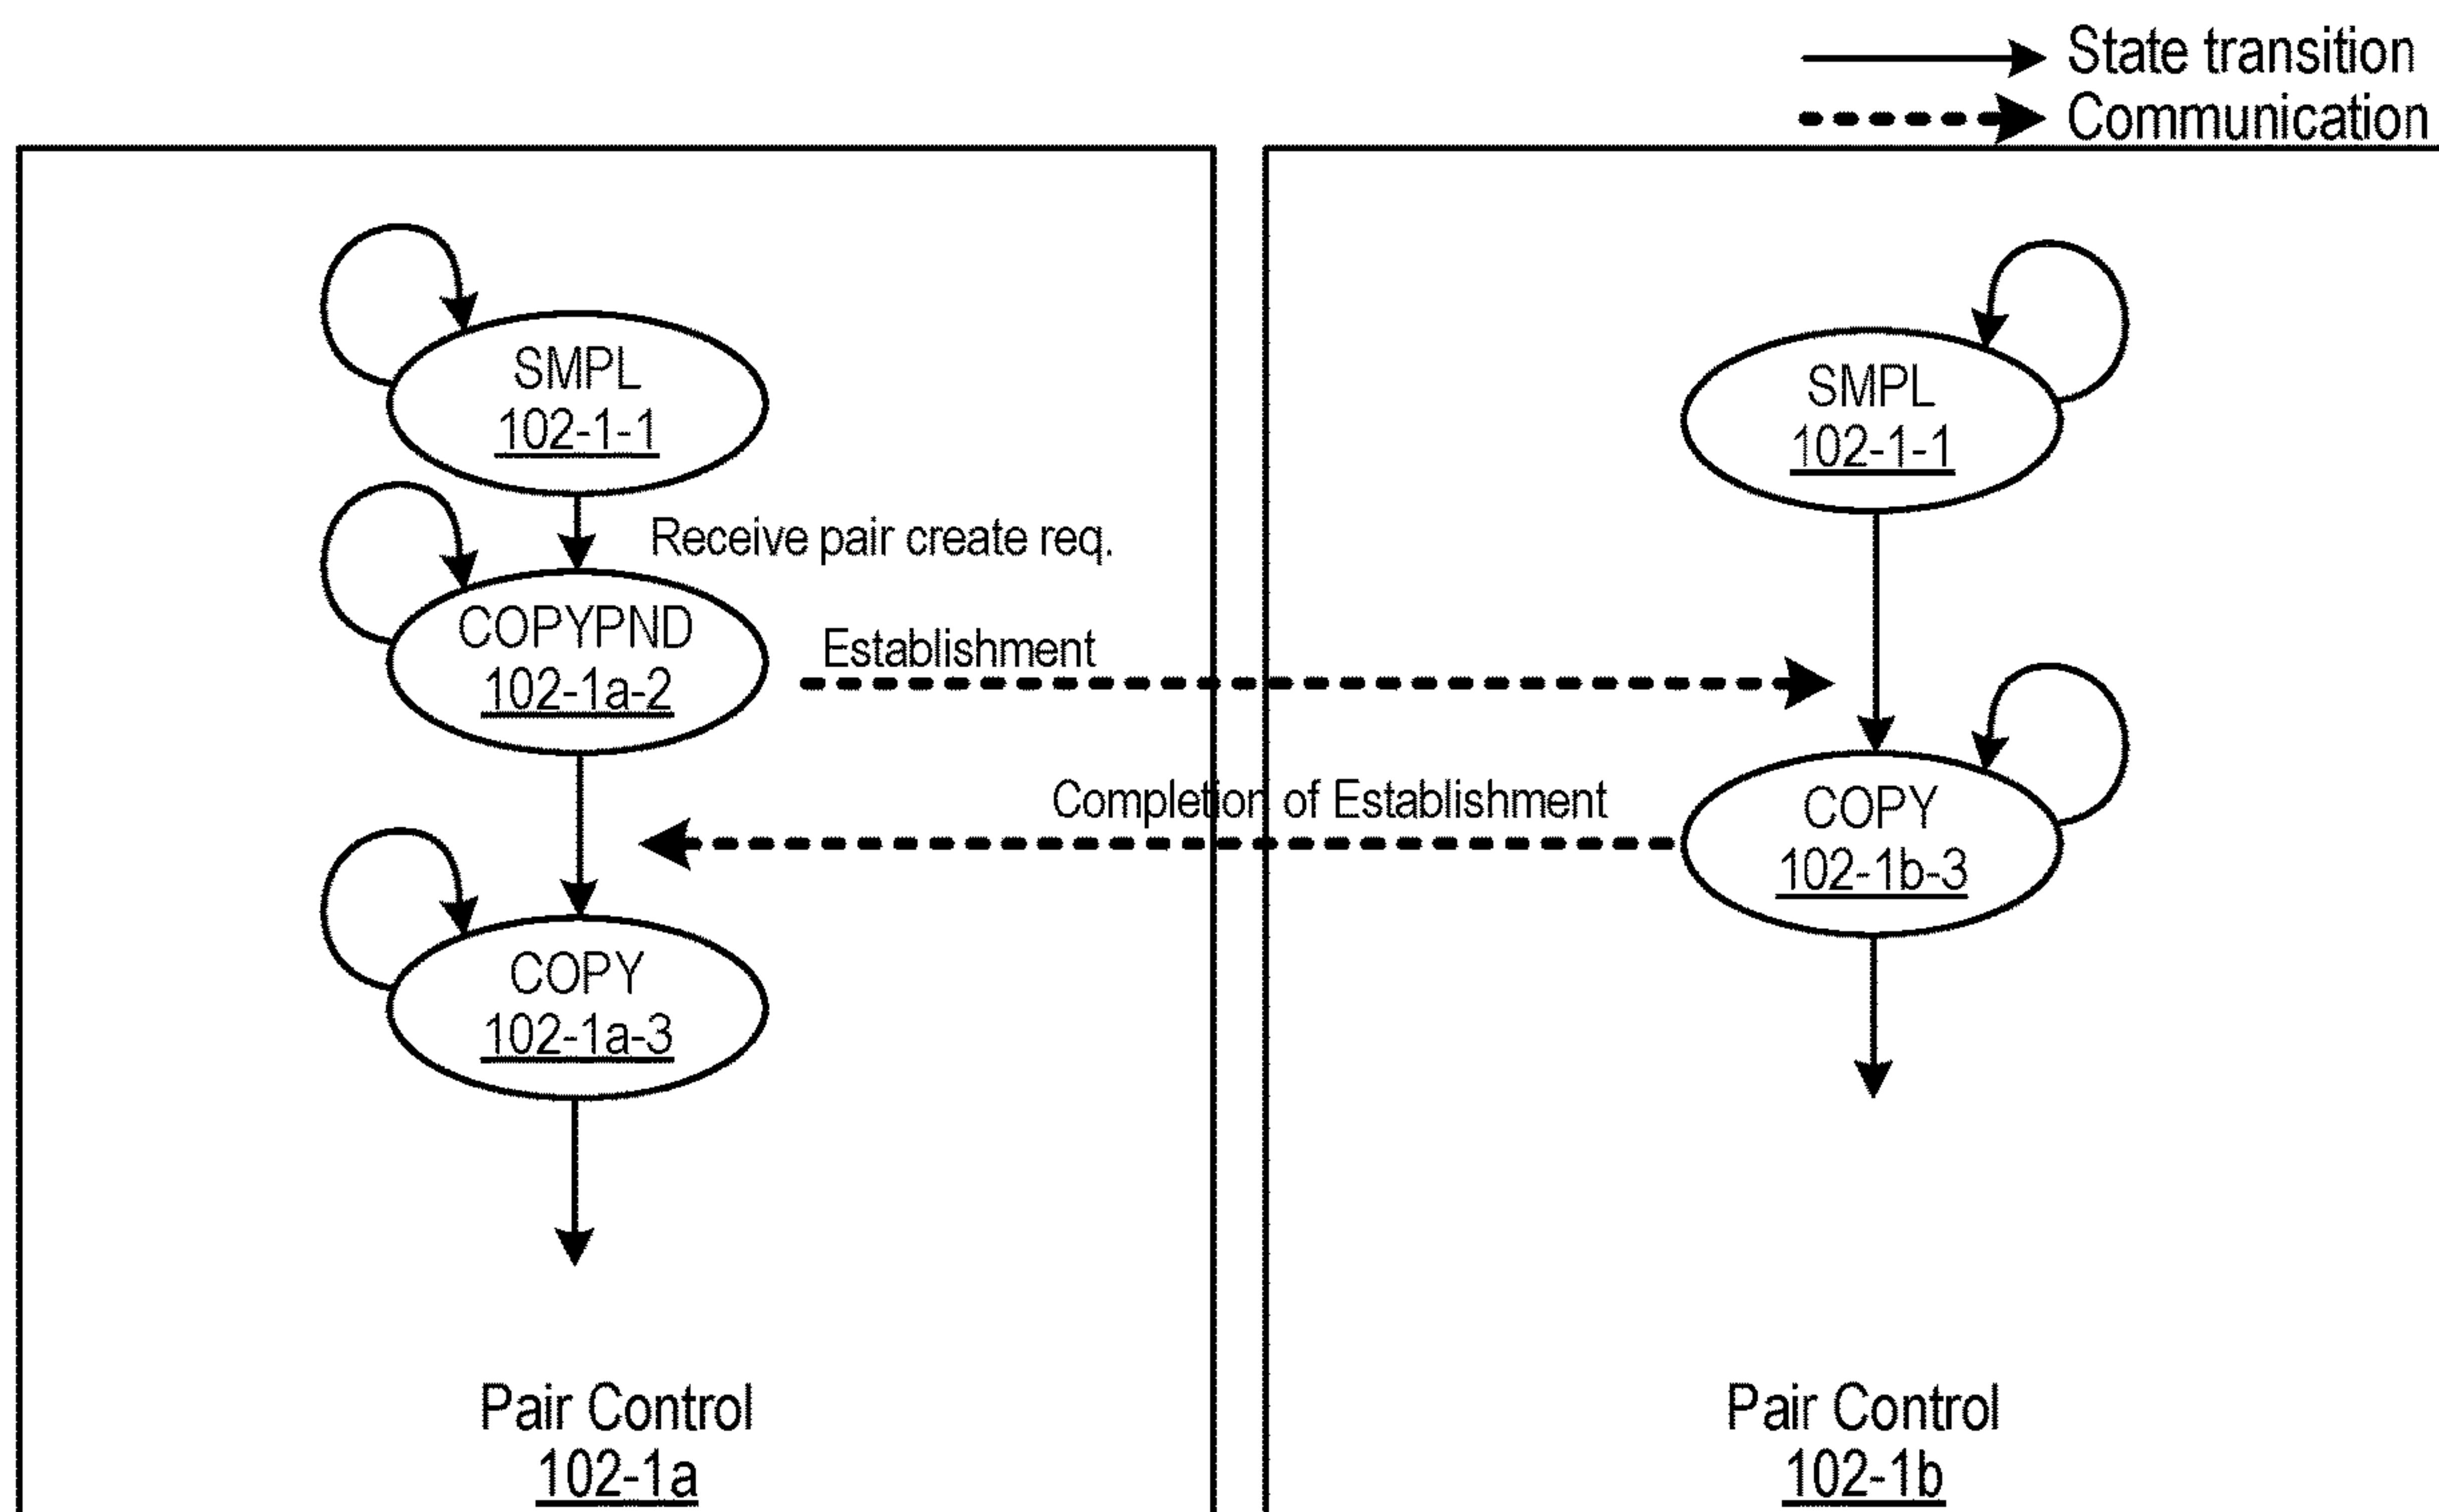 State transition
Communication
SMPL
102-1-1
Receive pair create req.
COPYPND
102-1a-2
Establishment
Completion of Establishment
COPY
102-1a-3
Pair Control
102-1a
SMPL
102-1-1
COPY
102-1b-3
Pair Control
102-1b